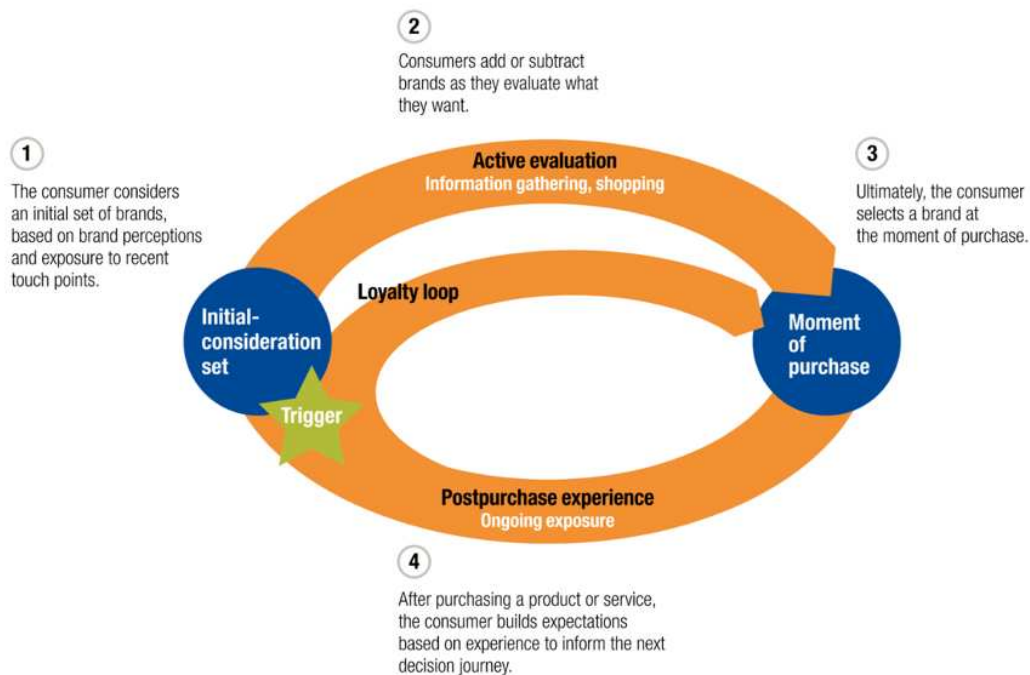 1
The consumer considers
an initial set of brands,
based on brand perceptions
and exposure to recent
touch points.
2
Consumers add or subtract
brands as they evaluate what
they want.
Active evaluation
Information gathering, shopping
3
Ultimately, the consumer
selects a brand at
the moment of purchase.
Loyalty loop
Initial-
consideration
set
Trigger
Moment
of
purchase
Postpurchase experience
Ongoing exposure
4
After purchasing a product or service,
the consumer builds expectations
based on experience to inform the next
decision journey.